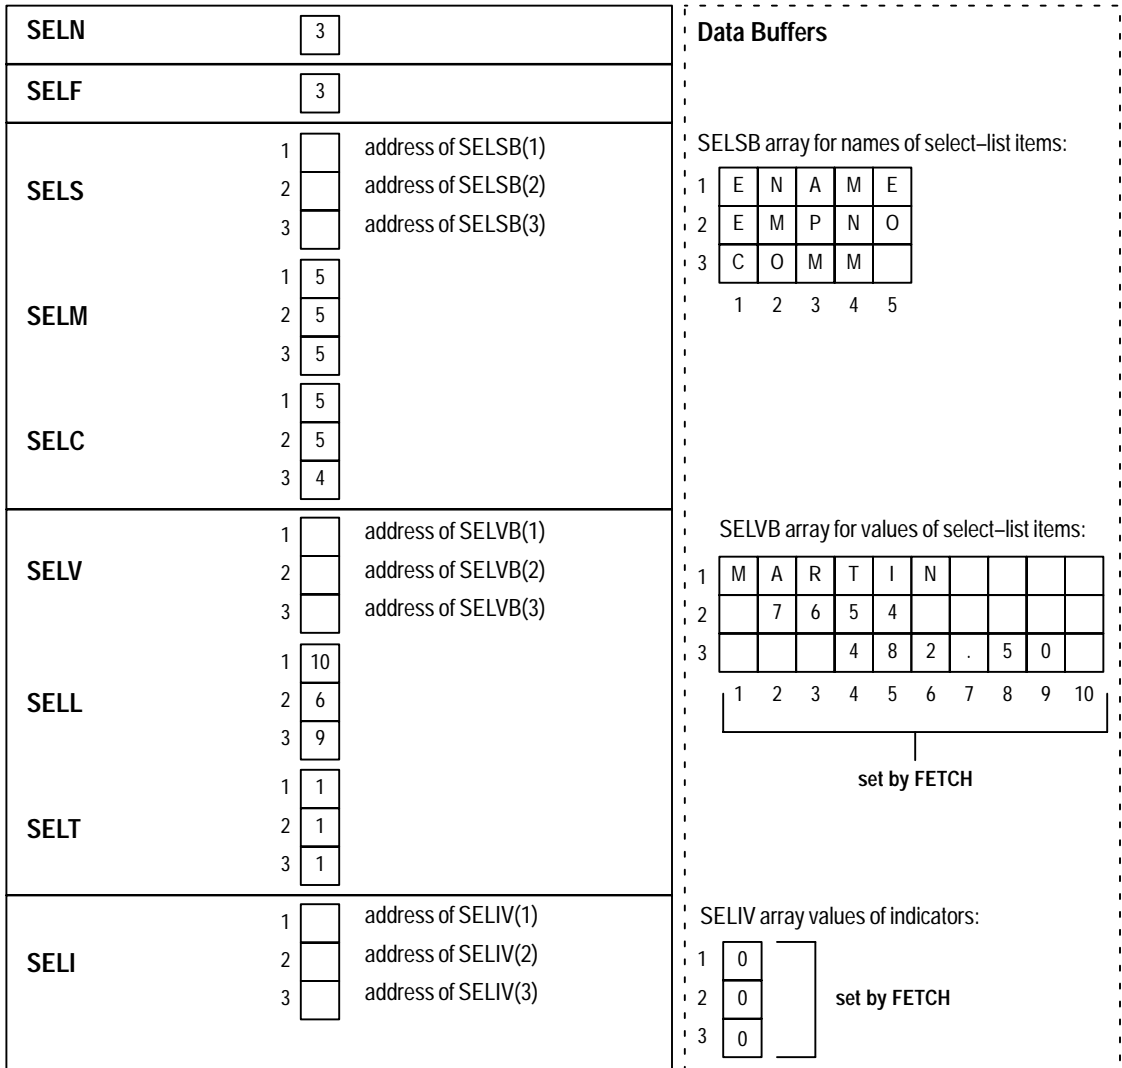 SELN 3
SELF 3
SELS
1 address of SELSB(1)
2 address of SELSB(2)
3 address of SELSB(3)
SELM
1 5
2 5
3 5
SELC
1 5
2 5
3 4
SELV
1 address of SELVB(1)
2 address of SELVB(2)
3 address of SELVB(3)
SELL
1 10
2 6
3 9
SELT
1 1
2 1
3 1
SELI
1 address of SELIV(1)
2 address of SELIV(2)
3 address of SELIV(3)
Data Buffers
SELSB array for names of select–list items:
1 E N A M E
2 E M P N O
3 C O M M
1 2 3 4 5
SELVB array for values of select–list items:
1 M A R T I N
2 7 6 5 4
3 4 8 2 . 5 0
1 2 3 4 5 6 7 8 9 10
set by FETCH
SELIV array values of indicators:
1 0
2 0
3 0
set by FETCH